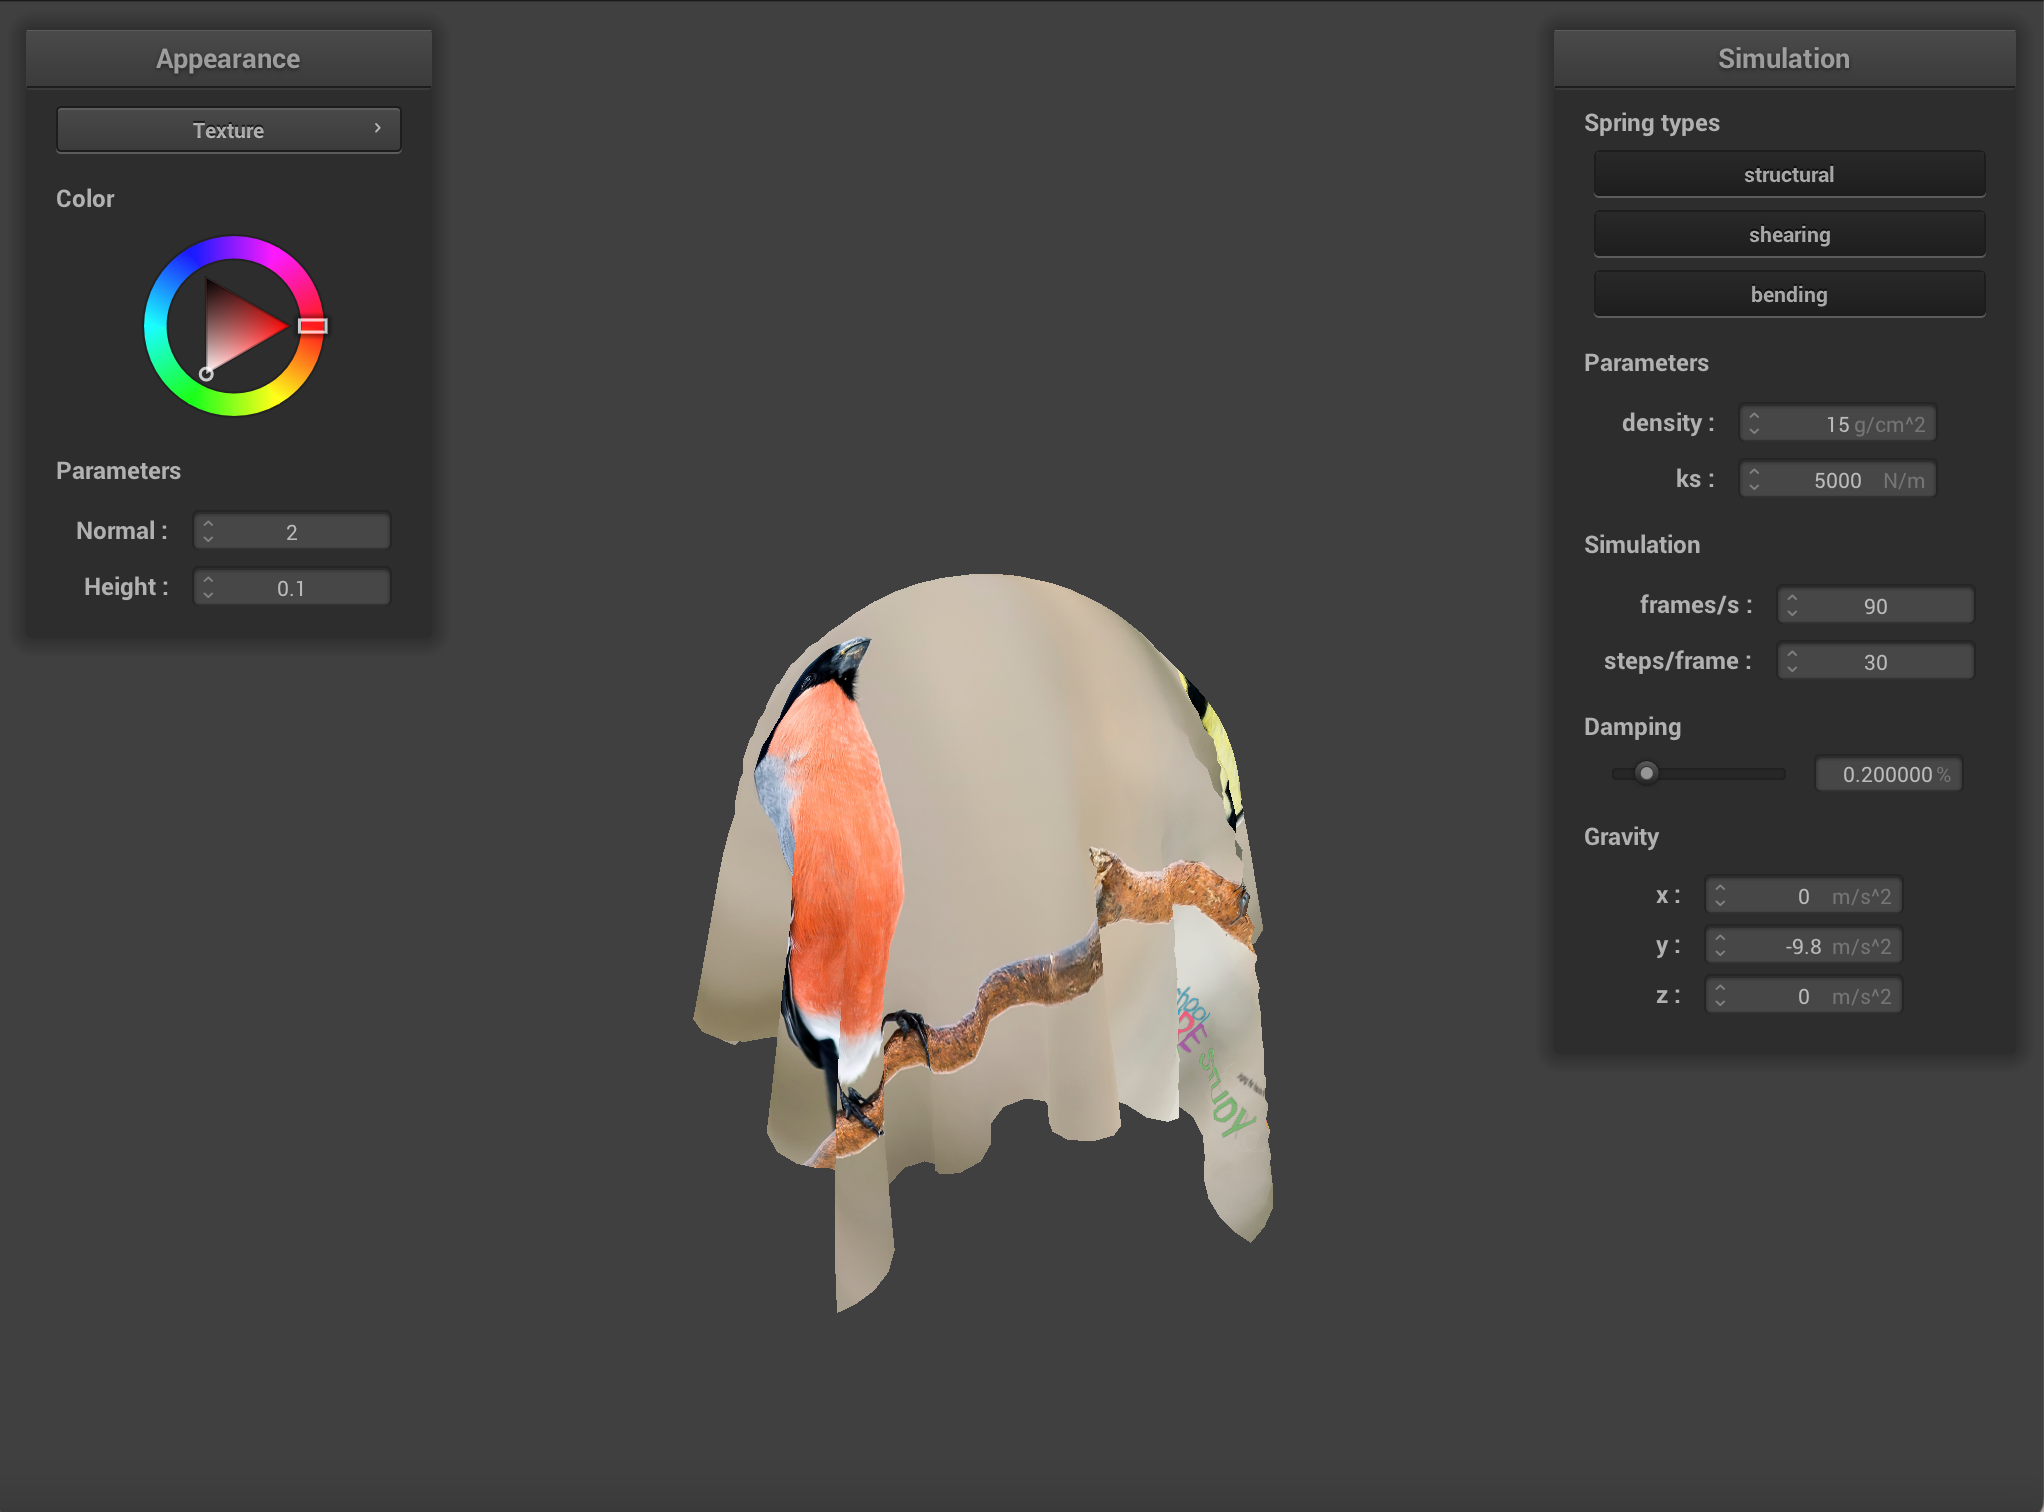 Appearance
Texture
Color
Parameters
Normal :
2
Height :
0.1
Simulation
Spring types
structural
shearing
bending
Parameters
density :
15 g/cm^2
ks :
5000 N/m
Simulation
frames/s :
90
steps/frame :
30
Damping
0.200000 %
Gravity
x :
0 m/s^2
y :
-9.8 m/s^2
z :
0 m/s^2
STUDY